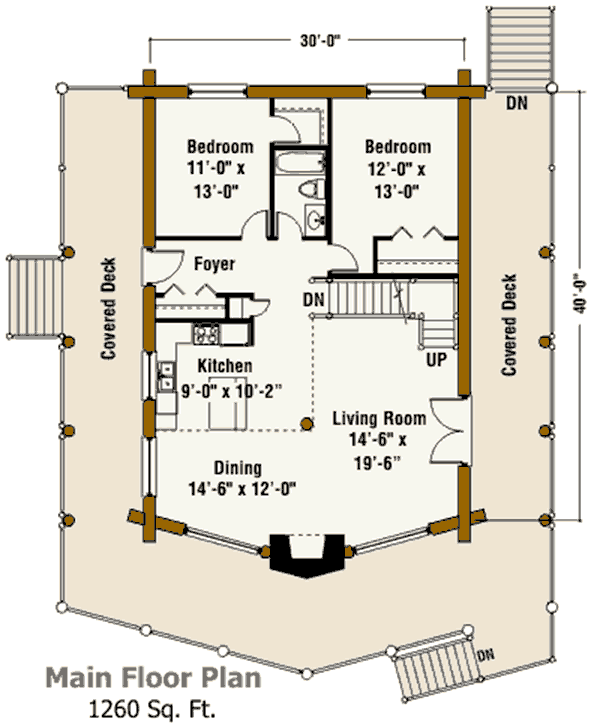 30'-0"
DN
Bedroom
11'-0" x
13'-0"
Bedroom
12'-0" x
13'-0"
Foyer
Covered Deck
DN
UP
Covered Deck
40'-0"
Kitchen
9'-0" x 10'-2"
Living Room
14'-6" x
19'-6"
Dining
14'-6" x 12'-0"
DN
Main Floor Plan
1260 Sq. Ft.